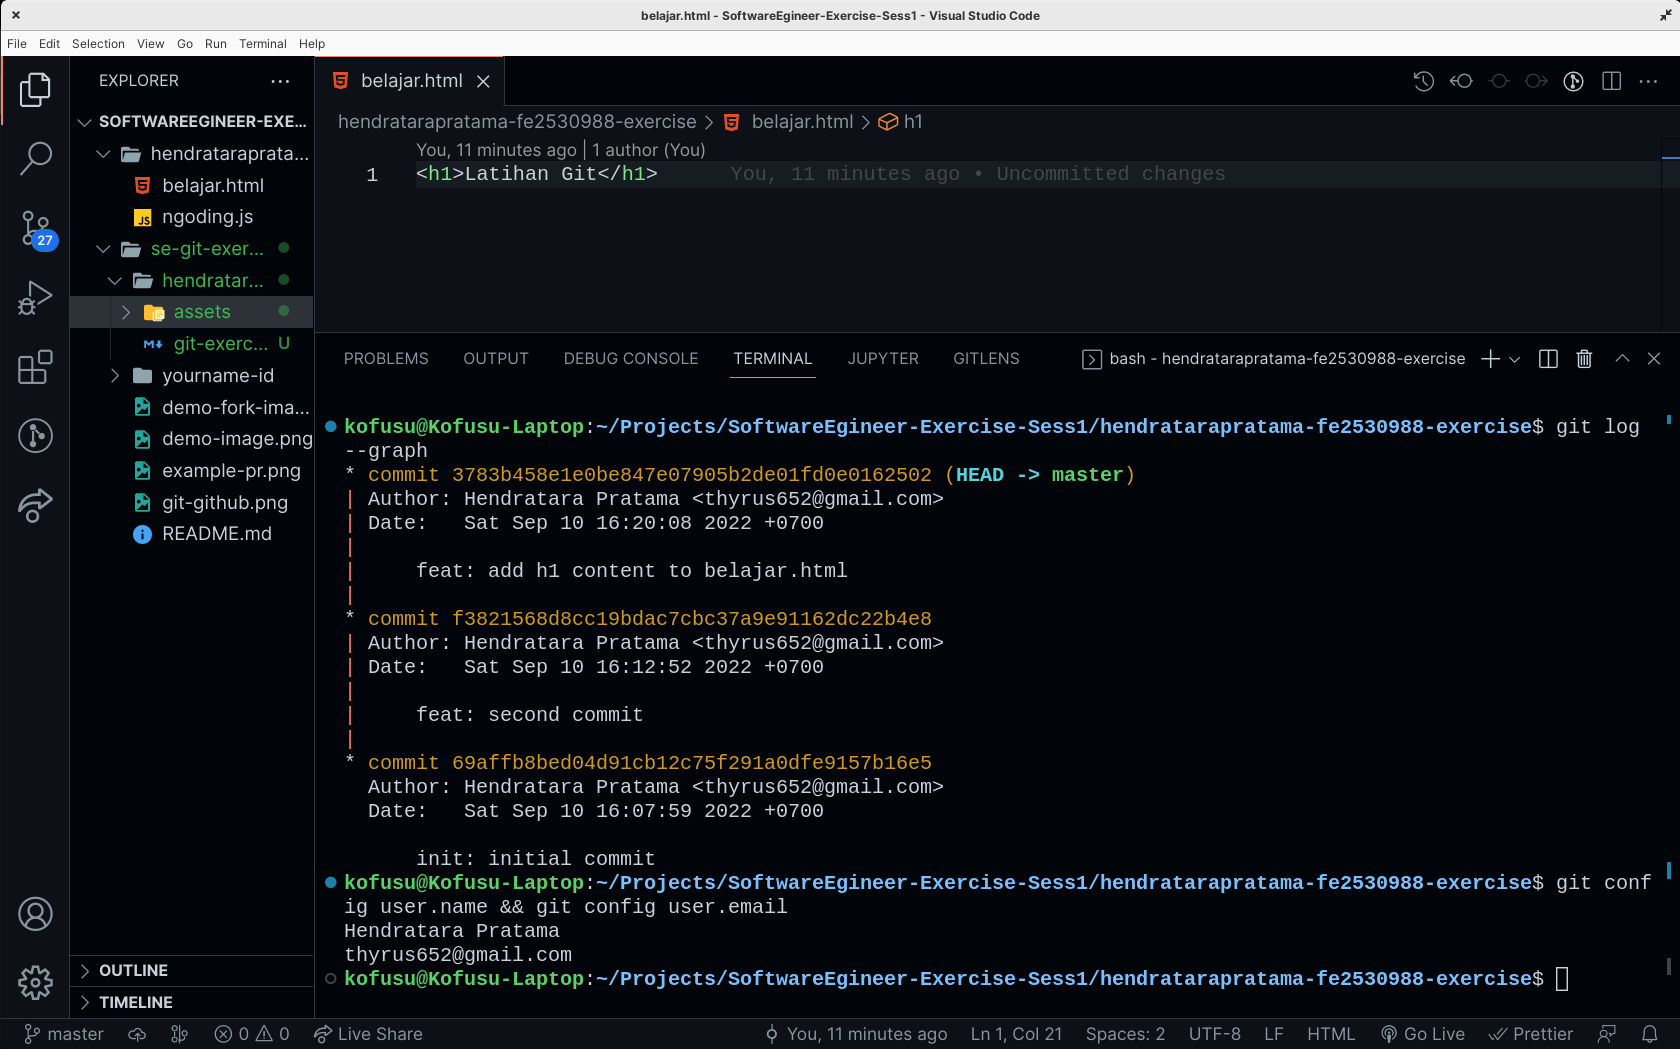 belajar.html - SoftwareEgineer-Exercise-Sess1 - Visual Studio Code
File Edit Selection View Go Run Terminal Help
EXPLORER
SOFTWAREEGINEER-EXE...
hendrataraprata...
belajar.html
ngoding.js
se-git-exer...
hendratar...
assets
git-exerc... U
yourname-id
demo-fork-ima...
demo-image.png
example-pr.png
git-github.png
README.md
OUTLINE
TIMELINE
27
belajar.html
hendratarapratama-fe2530988-exercise > belajar.html > h1
You, 11 minutes ago | 1 author (You)
1 <h1>Latihan Git</h1> You, 11 minutes ago • Uncommitted changes
PROBLEMS OUTPUT DEBUG CONSOLE TERMINAL JUPYTER GITLENS bash - hendratarapratama-fe2530988-exercise
kofusu@Kofusu-Laptop:~/Projects/SoftwareEgineer-Exercise-Sess1/hendratarapratama-fe2530988-exercise$ git log
--graph
* commit 3783b458e1e0be847e07905b2de01fd0e0162502 (HEAD -> master)
| Author: Hendratara Pratama <thyrus652@gmail.com>
| Date:   Sat Sep 10 16:20:08 2022 +0700
|
|     feat: add h1 content to belajar.html
|
* commit f3821568d8cc19bdac7cbc37a9e91162dc22b4e8
| Author: Hendratara Pratama <thyrus652@gmail.com>
| Date:   Sat Sep 10 16:12:52 2022 +0700
|
|     feat: second commit
|
* commit 69affb8bed04d91cb12c75f291a0dfe9157b16e5
  Author: Hendratara Pratama <thyrus652@gmail.com>
  Date:   Sat Sep 10 16:07:59 2022 +0700
      init: initial commit
kofusu@Kofusu-Laptop:~/Projects/SoftwareEgineer-Exercise-Sess1/hendratarapratama-fe2530988-exercise$ git conf
ig user.name && git config user.email
Hendratara Pratama
thyrus652@gmail.com
kofusu@Kofusu-Laptop:~/Projects/SoftwareEgineer-Exercise-Sess1/hendratarapratama-fe2530988-exercise$
master 0 0 Live Share You, 11 minutes ago Ln 1, Col 21 Spaces: 2 UTF-8 LF HTML Go Live Prettier